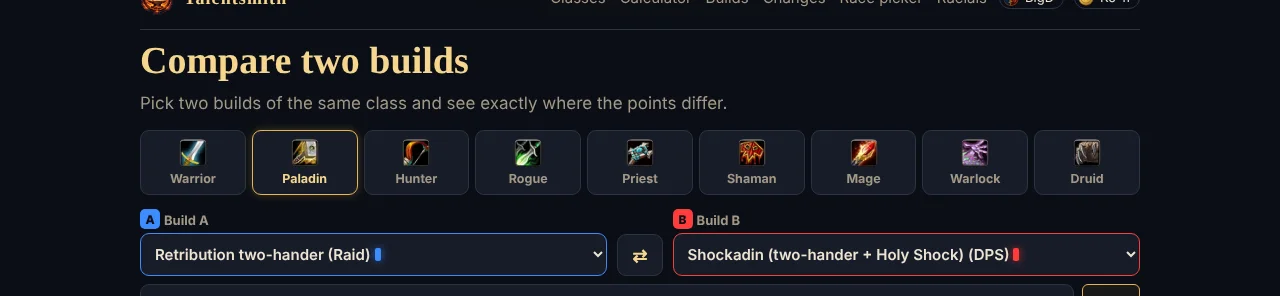 Talentsmith Classes Calculator Builds Changes Race picker Racials BigD
Compare two builds
Pick two builds of the same class and see exactly where the points differ.
Warrior Paladin Hunter Rogue Priest Shaman Mage Warlock Druid
A Build A B Build B
Retribution two-hander (Raid) ⇄ Shockadin (two-hander + Holy Shock) (DPS)